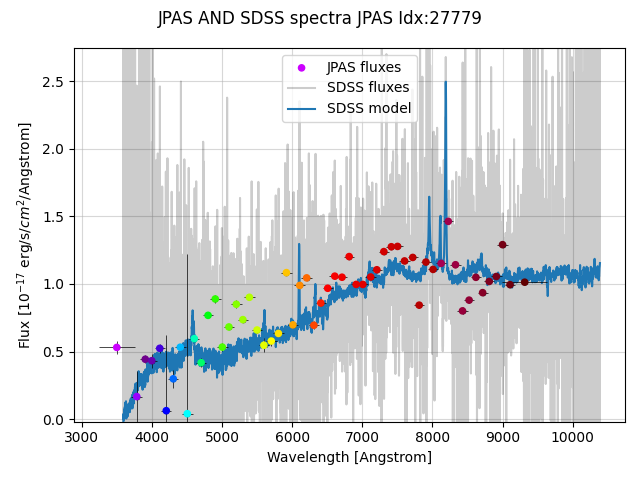 JPAS AND SDSS spectra JPAS Idx:27779
JPAS fluxes
SDSS fluxes
SDSS model
Flux [10⁻¹⁷ erg/s/cm²/Angstrom]
2.5
2.0
1.5
1.0
0.5
0.0
3000 4000 5000 6000 7000 8000 9000 10000
Wavelength [Angstrom]